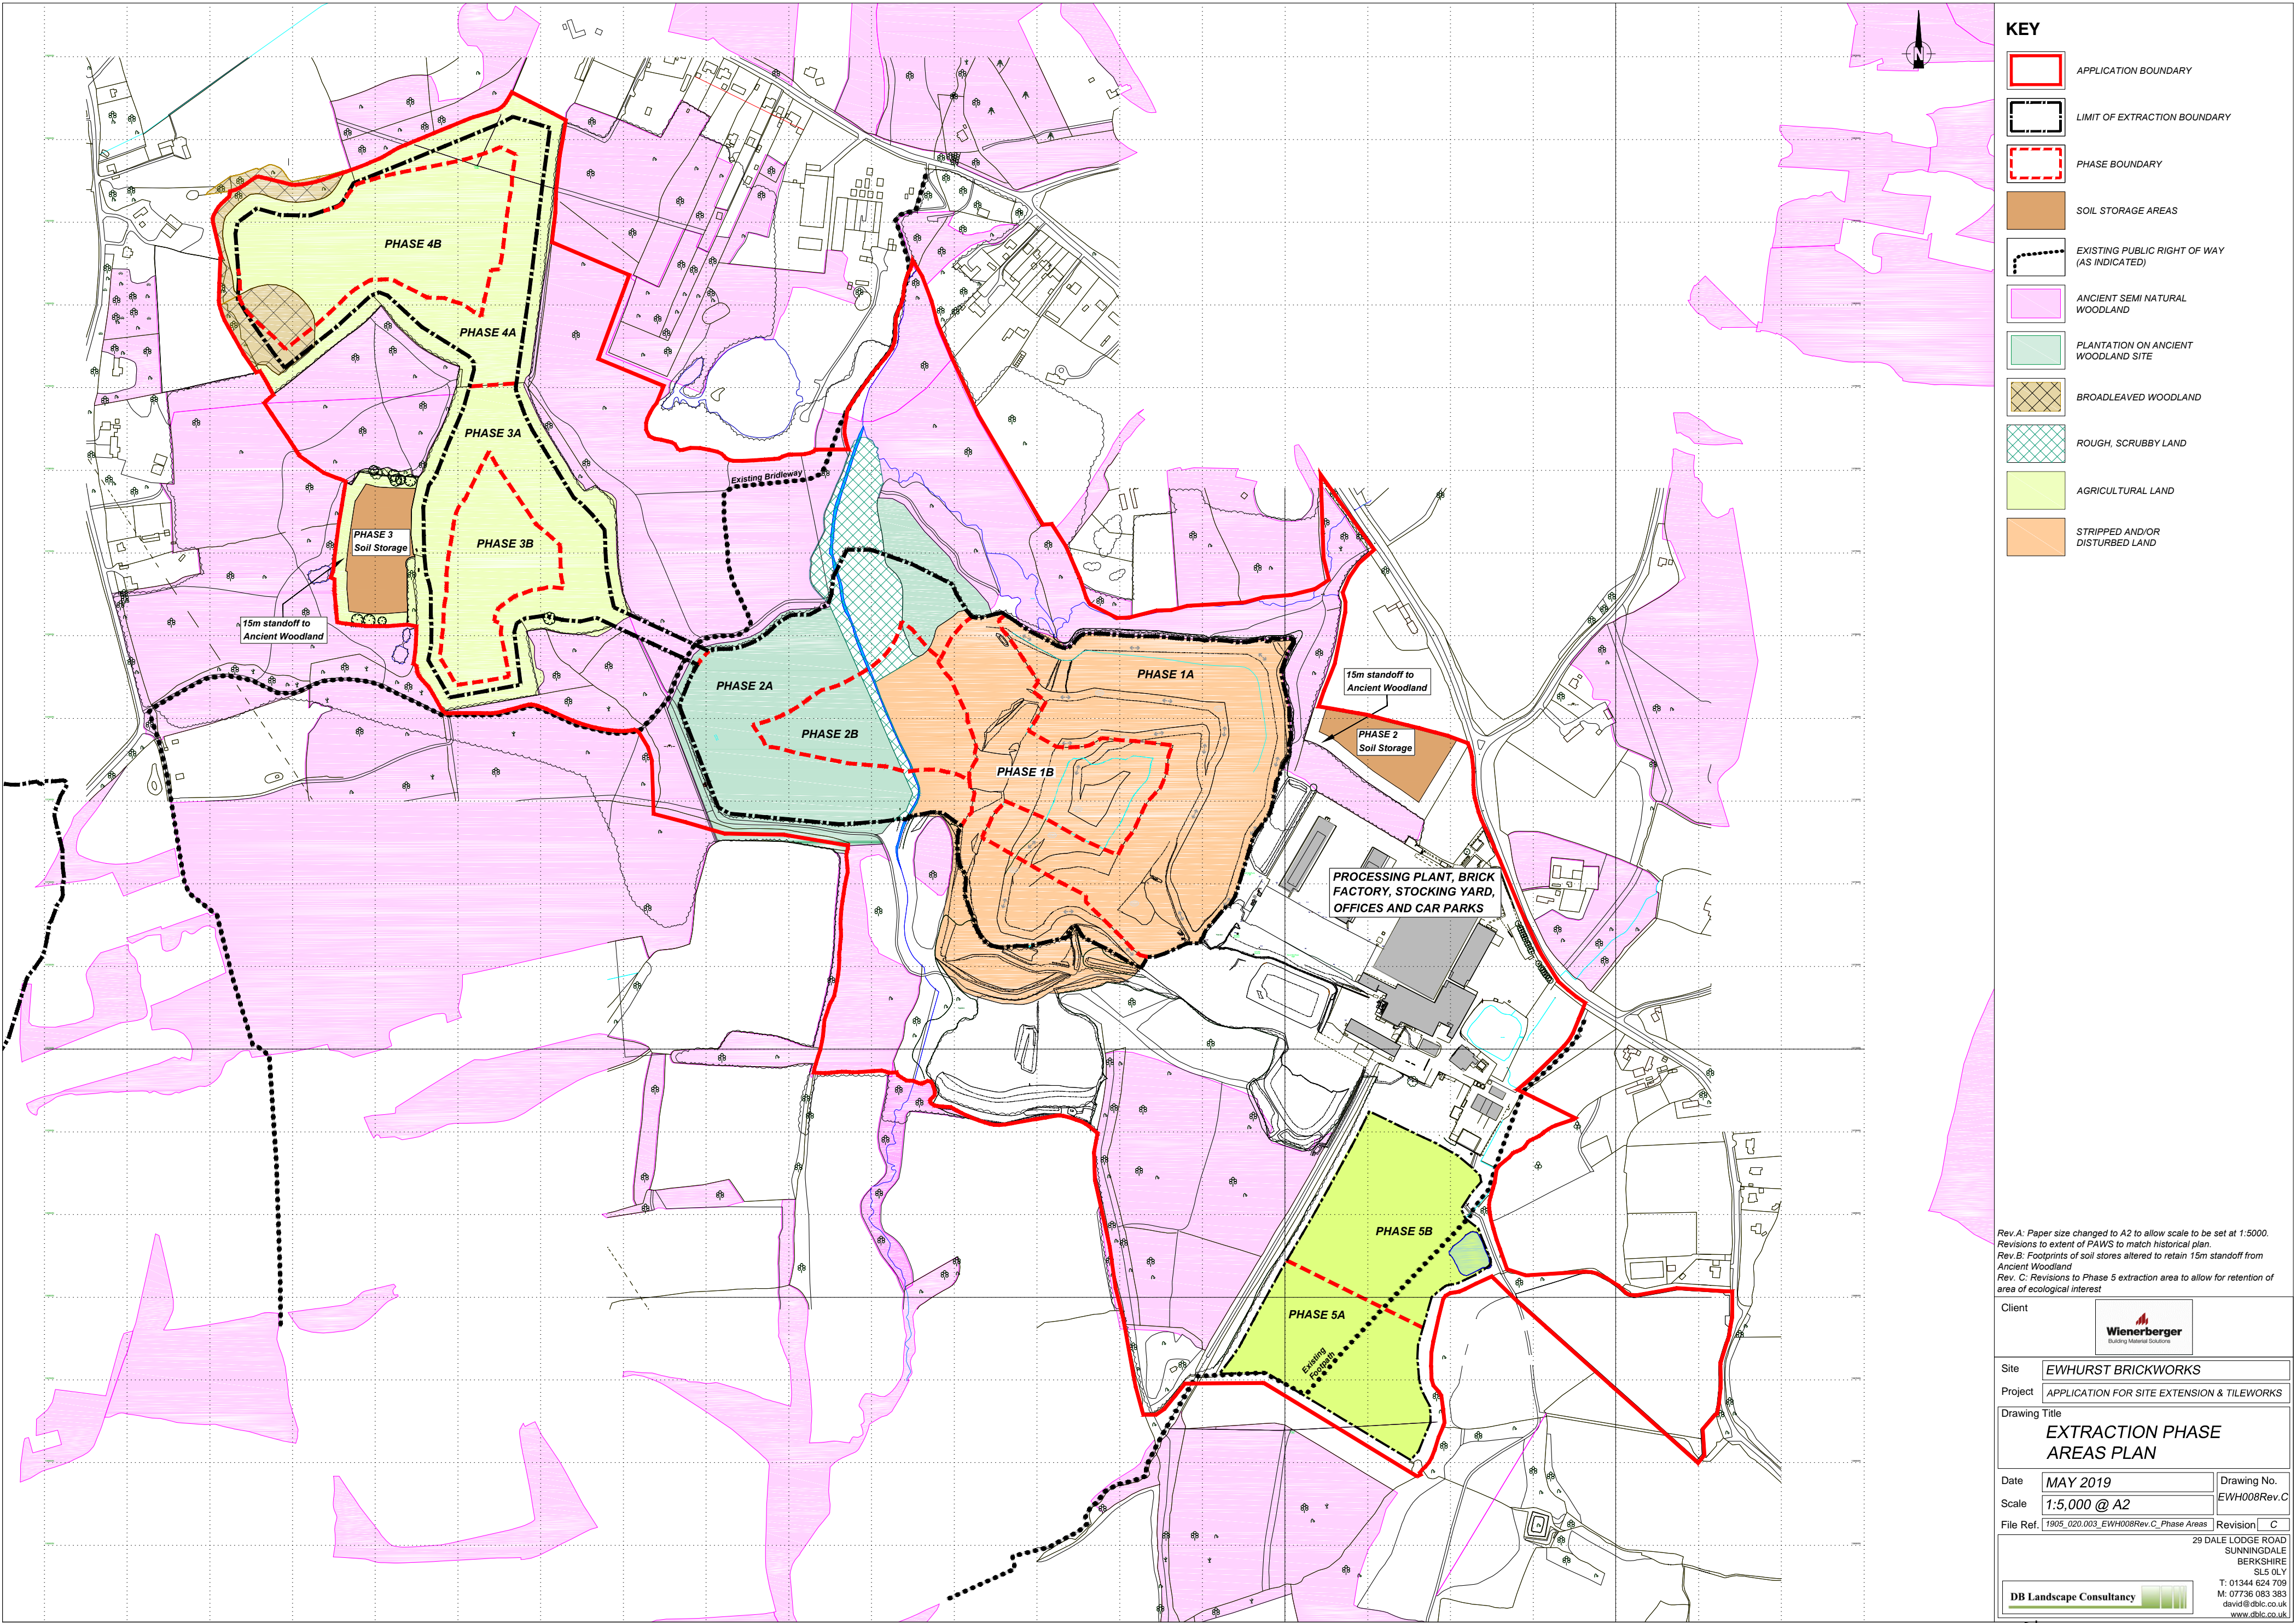 KEY
APPLICATION BOUNDARY
LIMIT OF EXTRACTION BOUNDARY
PHASE BOUNDARY
SOIL STORAGE AREAS
EXISTING PUBLIC RIGHT OF WAY
(AS INDICATED)
ANCIENT SEMI NATURAL
WOODLAND
PLANTATION ON ANCIENT
WOODLAND SITE
BROADLEAVED WOODLAND
ROUGH, SCRUBBY LAND
AGRICULTURAL LAND
STRIPPED AND/OR
DISTURBED LAND
PHASE 4B
PHASE 4A
PHASE 3A
Existing Bridleway
PHASE 3
Soil Storage
PHASE 3B
15m standoff to
Ancient Woodland
PHASE 2A
PHASE 2B
PHASE 1A
PHASE 1B
15m standoff to
Ancient Woodland
PHASE 2
Soil Storage
PROCESSING PLANT, BRICK
FACTORY, STOCKING YARD,
OFFICES AND CAR PARKS
PHASE 5B
PHASE 5A
Existing
Footpath
Rev.A: Paper size changed to A2 to allow scale to be set at 1:5000.
Revisions to extent of PAWS to match historical plan.
Rev.B: Footprints of soil stores altered to retain 15m standoff from
Ancient Woodland
Rev. C: Revisions to Phase 5 extraction area to allow for retention of
area of ecological interest
Client
Wienerberger
Building Material Solutions
Site EWHURST BRICKWORKS
Project APPLICATION FOR SITE EXTENSION & TILEWORKS
Drawing Title
EXTRACTION PHASE
AREAS PLAN
Date MAY 2019 Drawing No.
Scale 1:5,000 @ A2 EWH008Rev.C
File Ref. 1905_020.003_EWH008Rev.C_Phase Areas Revision C
29 DALE LODGE ROAD
SUNNINGDALE
BERKSHIRE
SL5 0LY
T: 01344 624 709
M: 07736 083 383
david@dblc.co.uk
www.dblc.co.uk
DB Landscape Consultancy